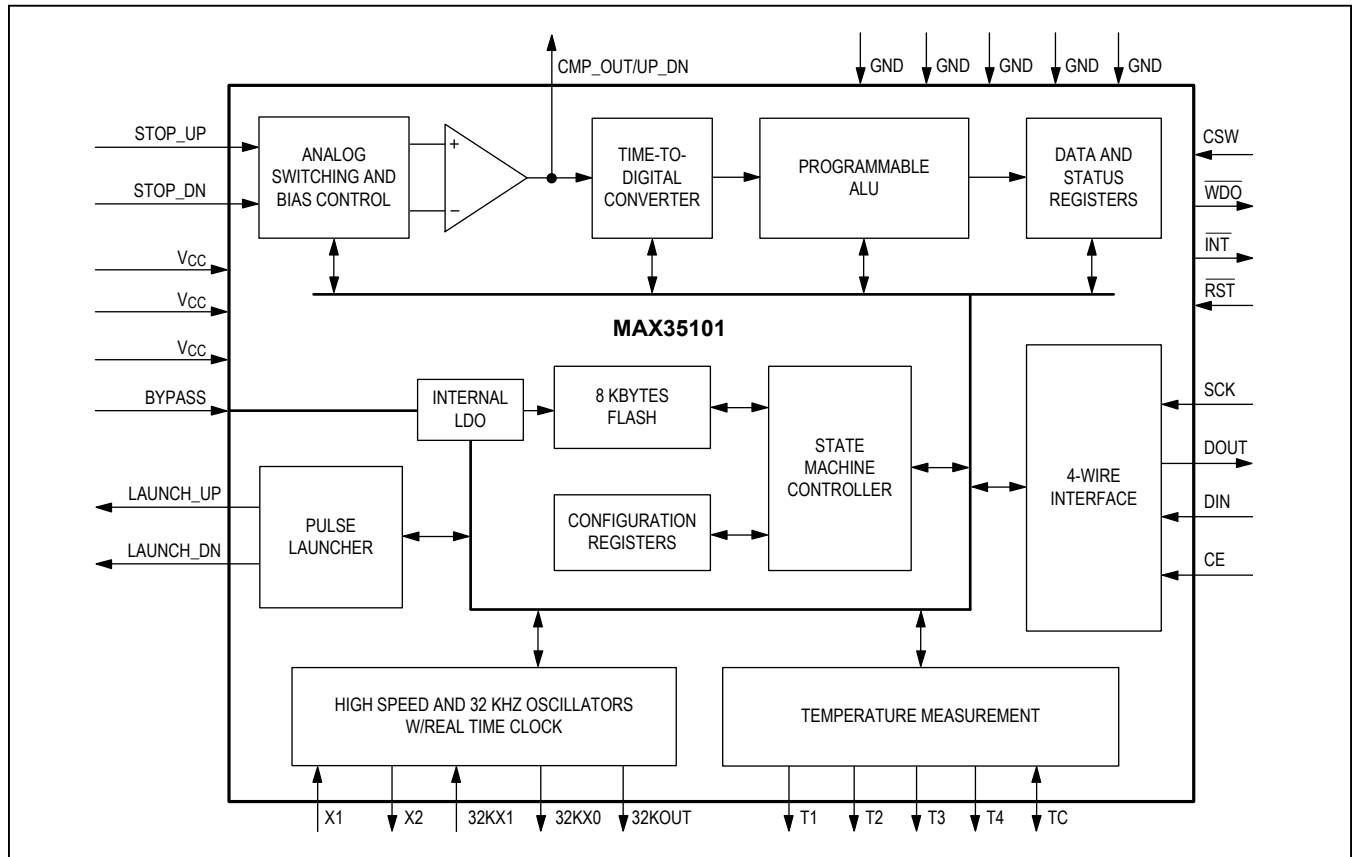 CMP_OUT/UP_DN
GND
GND
GND
GND
GND
STOP_UP
STOP_DN
VCC
VCC
VCC
BYPASS
LAUNCH_UP
LAUNCH_DN
ANALOG
SWITCHING AND
BIAS CONTROL
+
−
TIME-TO-
DIGITAL
CONVERTER
PROGRAMMABLE
ALU
DATA AND
STATUS
REGISTERS
CSW
WDO
INT
RST
MAX35101
INTERNAL
LDO
8 KBYTES
FLASH
CONFIGURATION
REGISTERS
STATE
MACHINE
CONTROLLER
4-WIRE
INTERFACE
SCK
DOUT
DIN
CE
PULSE
LAUNCHER
HIGH SPEED AND 32 KHZ OSCILLATORS
W/REAL TIME CLOCK
TEMPERATURE MEASUREMENT
X1
X2
32KX1
32KX0
32KOUT
T1
T2
T3
T4
TC